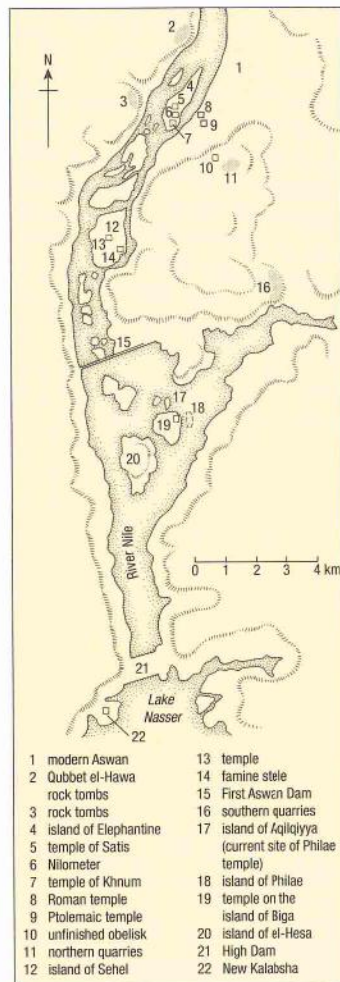 2
N
1
4
3
5
6
8
7
9
10
11
12
13
14
16
15
17
18
19
20
River Nile
0 1 2 3 4 km
21
Lake
Nasser
22
1 modern Aswan
2 Qubbet el-Hawa
rock tombs
3 rock tombs
4 island of Elephantine
5 temple of Satis
6 Nilometer
7 temple of Khnum
8 Roman temple
9 Ptolemaic temple
10 unfinished obelisk
11 northern quarries
12 island of Sehel
13 temple
14 famine stele
15 First Aswan Dam
16 southern quarries
17 island of Aqilqiyya
(current site of Philae
temple)
18 island of Philae
19 temple on the
island of Biga
20 island of el-Hesa
21 High Dam
22 New Kalabsha